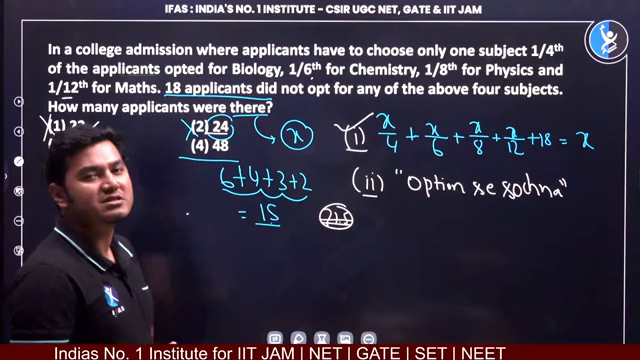 IFAS : INDIA'S NO. 1 INSTITUTE – CSIR UGC NET, GATE & IIT JAM
In a college admission where applicants have to choose only one subject 1/4th
of the applicants opted for Biology, 1/6th for Chemistry, 1/8th for Physics and
1/12th for Maths. 18 applicants did not opt for any of the above four subjects.
How many applicants were there?
(2) 24
(4) 48
x
(i) x/4 + x/6 + x/8 + x/12 + 18 = x
6+4+3+2
= 15
(ii) "Option se sochna"
IFAS
Indias No. 1 Institute for IIT JAM | NET | GATE | SET | NEET